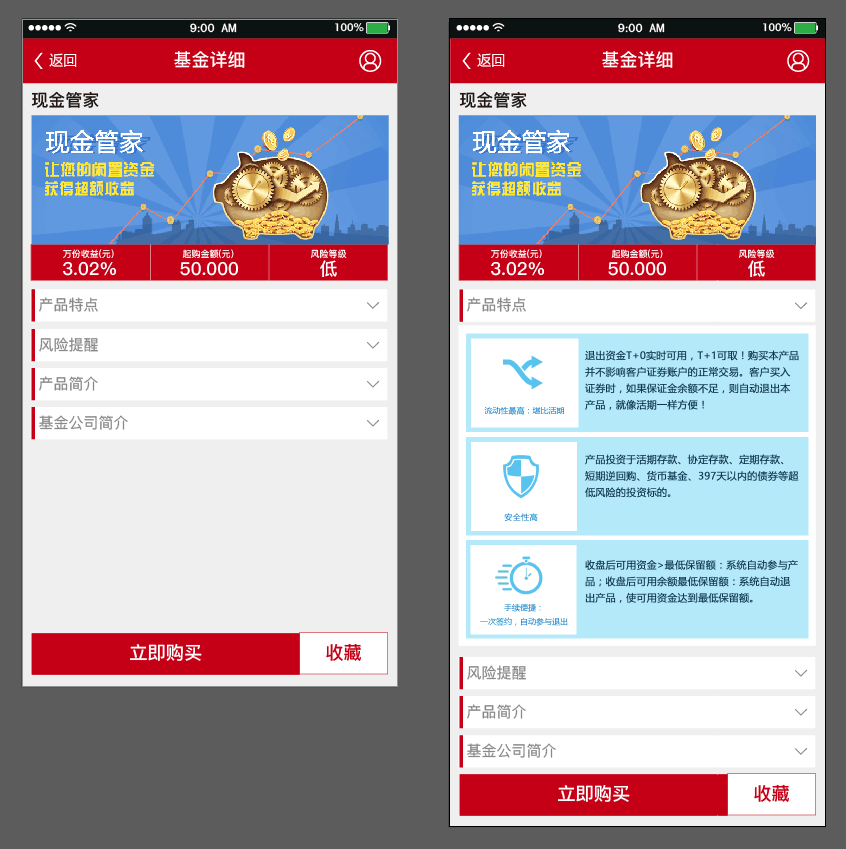 9:00 AM
100%
返回
基金详细
现金管家
现金管家
让您的闲置资金
获得超额收益
万份收益(元)
3.02%
起购金额(元)
50.000
风险等级
低
产品特点
风险提醒
产品简介
基金公司简介
立即购买
收藏
9:00 AM
100%
返回
基金详细
现金管家
现金管家
让您的闲置资金
获得超额收益
万份收益(元)
3.02%
起购金额(元)
50.000
风险等级
低
产品特点
流动性最高：堪比活期
退出资金T+0实时可用，T+1可取！购买本产品
并不影响客户证券账户的正常交易。客户买入
证券时，如果保证金余额不足，则自动退出本
产品，就像活期一样方便！
安全性高
产品投资于活期存款、协定存款、定期存款、
短期逆回购、货币基金、397天以内的债券等超
低风险的投资标的。
手续便捷：
一次签约，自动参与退出
收盘后可用资金>最低保留额：系统自动参与产
品；收盘后可用余额最低保留额：系统自动退
出产品，使可用资金达到最低保留额。
风险提醒
产品简介
基金公司简介
立即购买
收藏